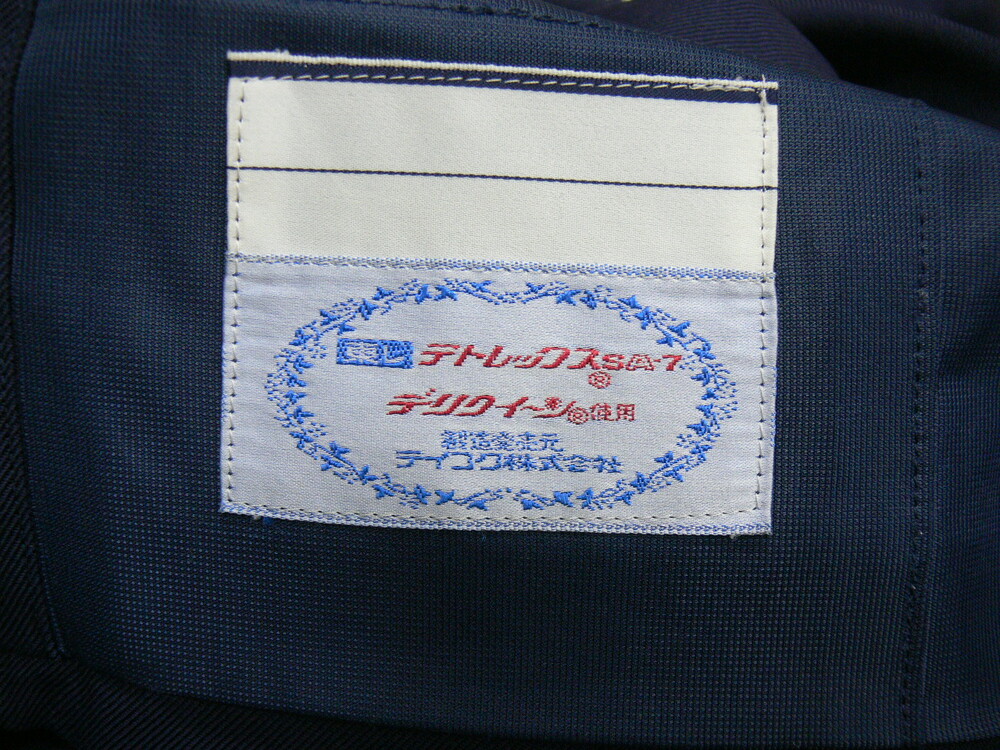 テトレックスSA-7
®
デリクイーン®使用
製造発売元
テイコク株式会社